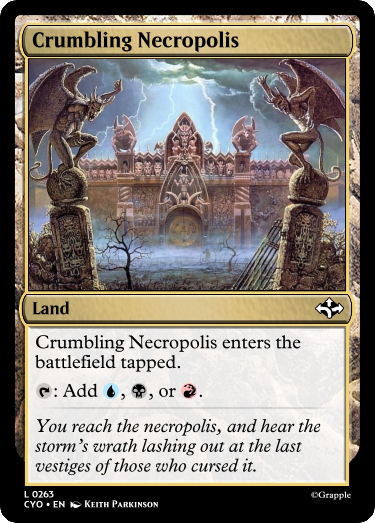 Crumbling Necropolis
Land
Crumbling Necropolis enters the
battlefield tapped.
: Add , , or .
You reach the necropolis, and hear the
storm's wrath lashing out at the last
vestiges of those who cursed it.
L 0263
CYO • EN Keith Parkinson
©Grapple